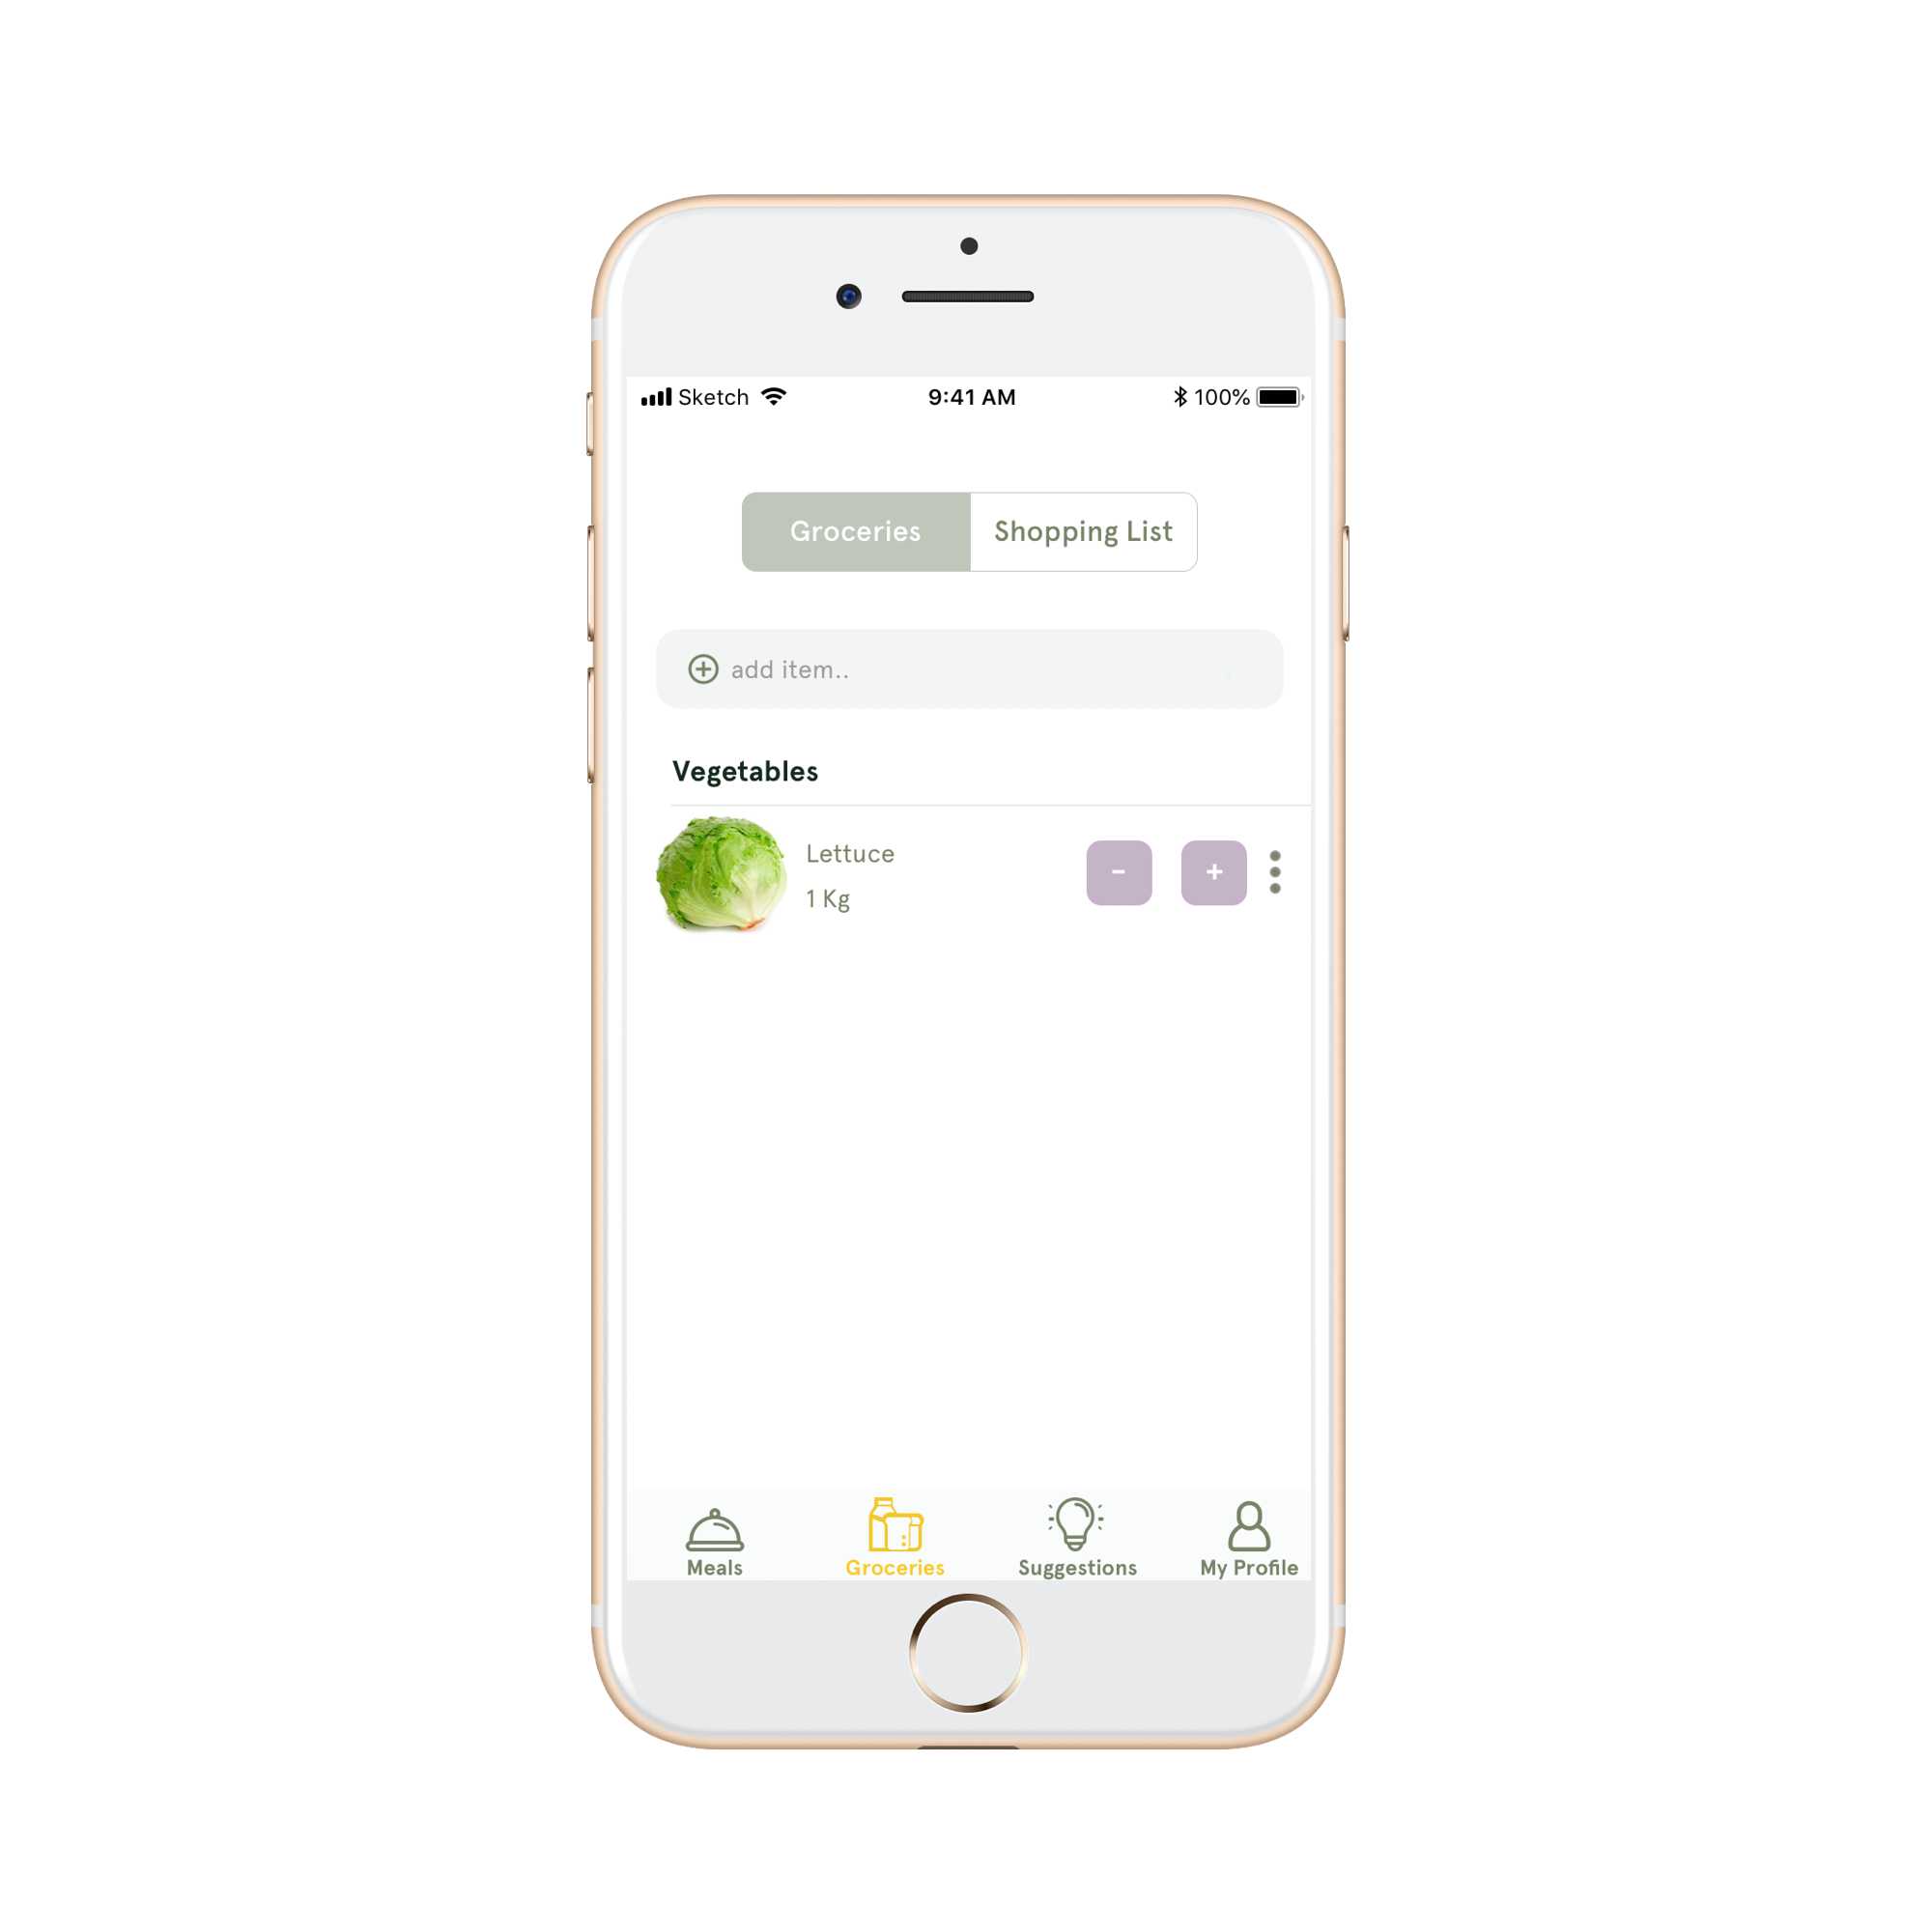 Sketch 9:41 AM 100%
Groceries Shopping List
add item..
Vegetables
Lettuce
- +
1 Kg
Meals Groceries Suggestions My Profile